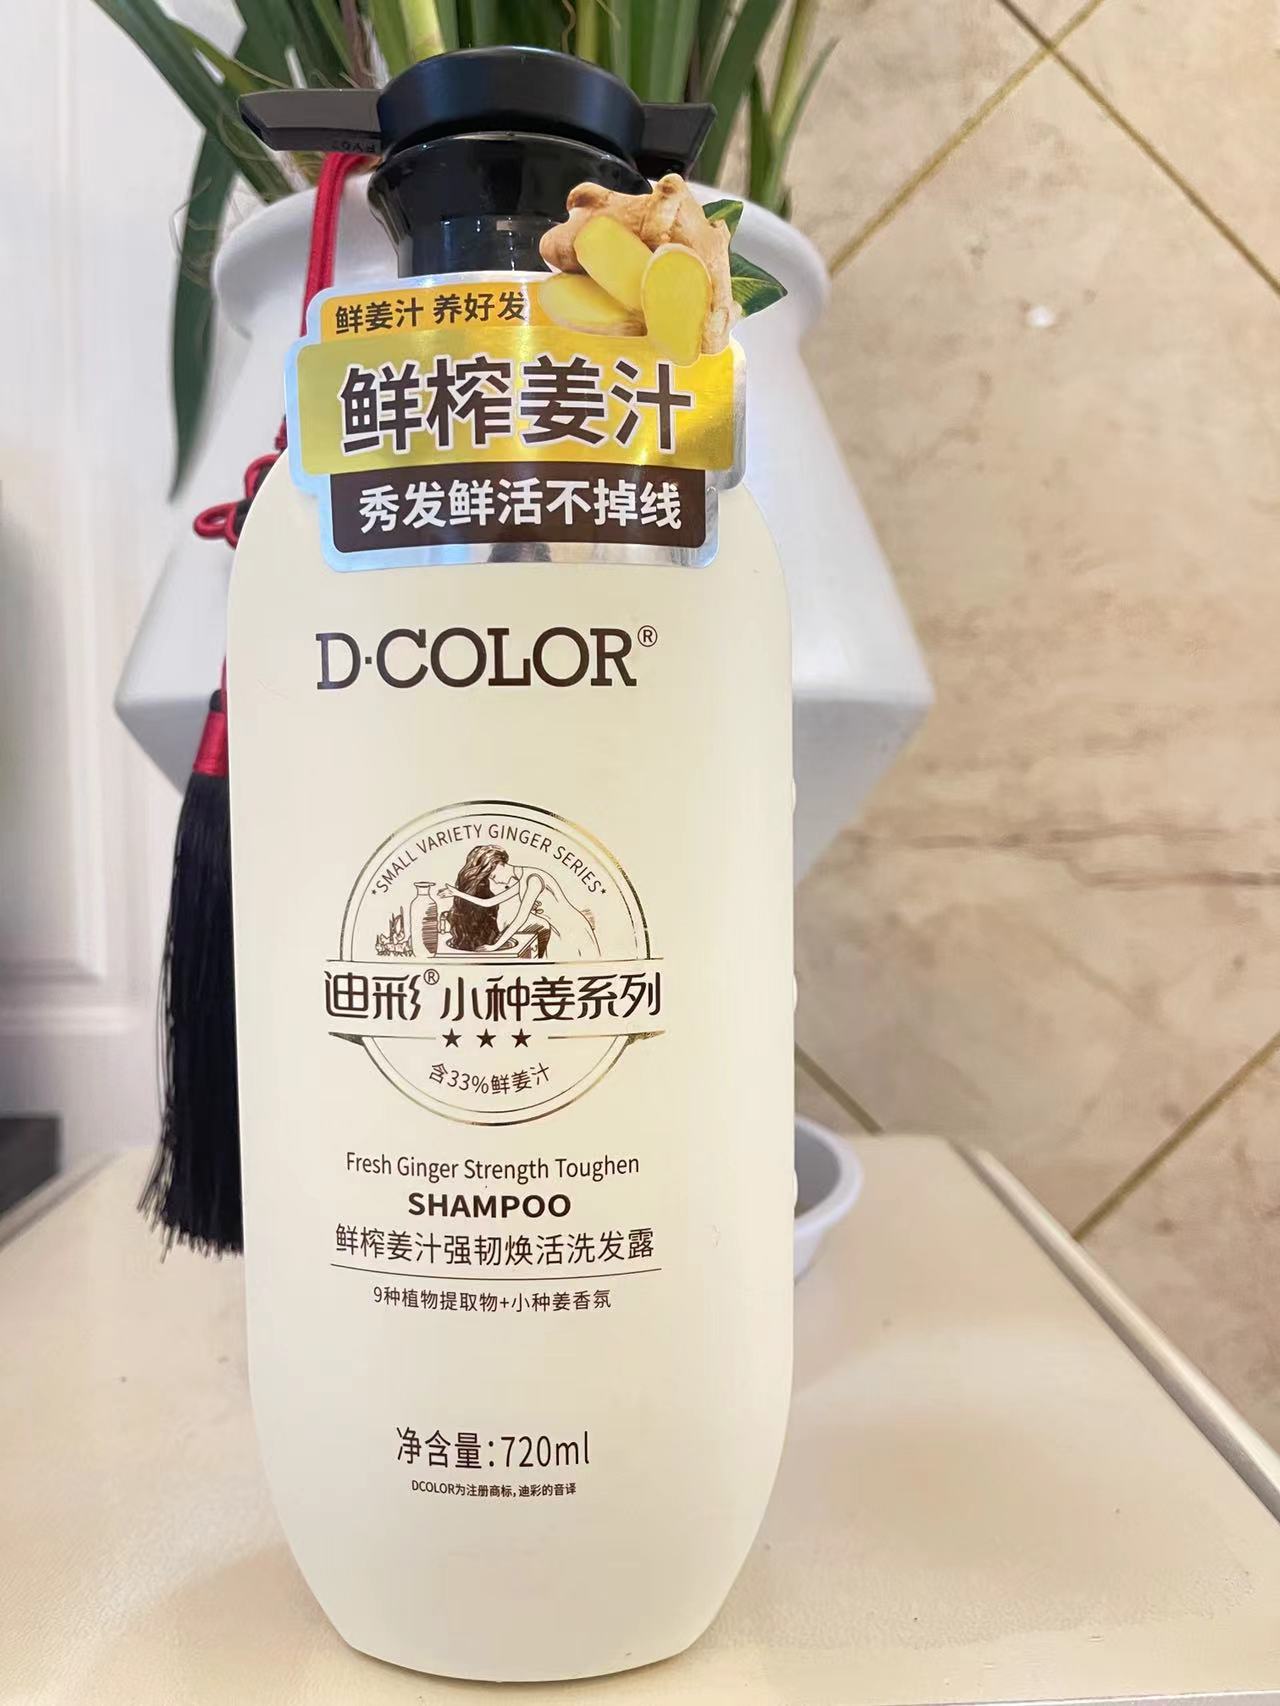 鲜姜汁 养好发
鲜榨姜汁
秀发鲜活不掉线
D·COLOR®
·SMALL VARIETY GINGER SERIES·
迪彩®小种姜系列
★ ★ ★
含33%鲜姜汁
Fresh Ginger Strength Toughen
SHAMPOO
鲜榨姜汁强韧焕活洗发露
9种植物提取物+小种姜香氛
净含量:720ml
DCOLOR为注册商标,迪彩的音译